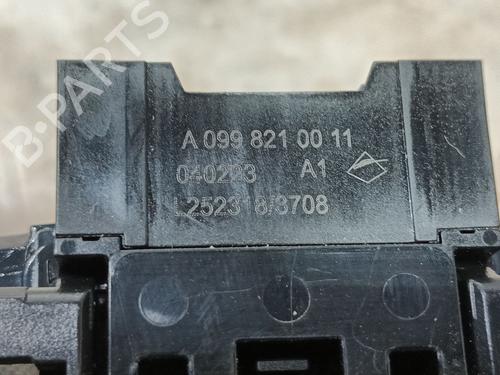 B-PARTS
A 099 821 00 11
040223 A1
L252318/3708